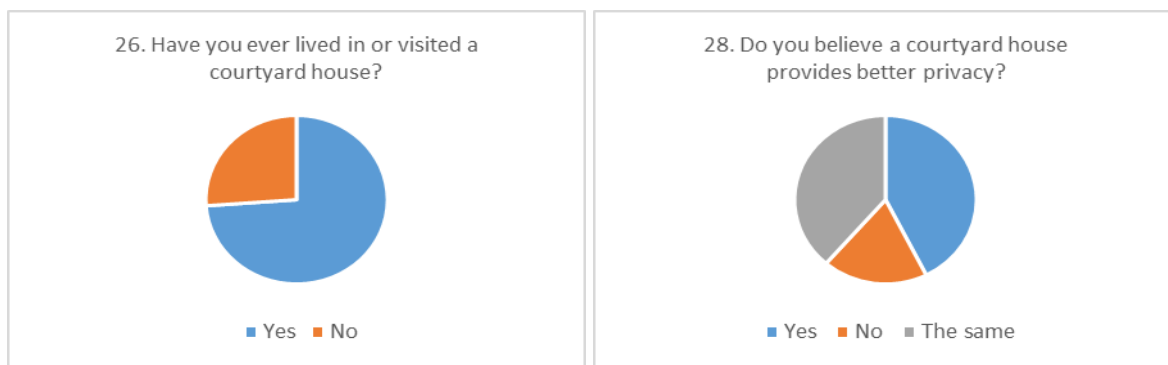 26. Have you ever lived in or visited a
courtyard house?
Yes No
28. Do you believe a courtyard house
provides better privacy?
Yes No The same